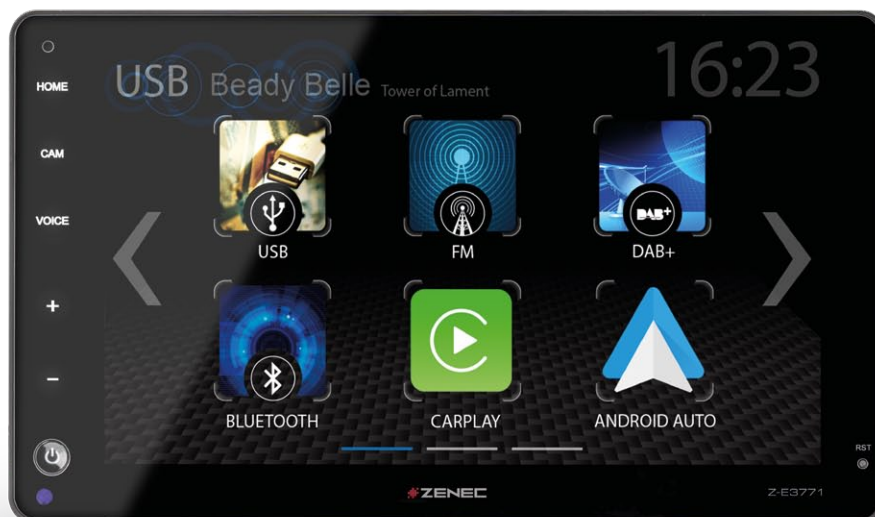 USB Beady Belle Tower of Lament
16:23
HOME
CAM
VOICE
+
-
USB
FM
DAB+
DAB+
BLUETOOTH
CARPLAY
ANDROID AUTO
RST
ZENEC
Z-E3771